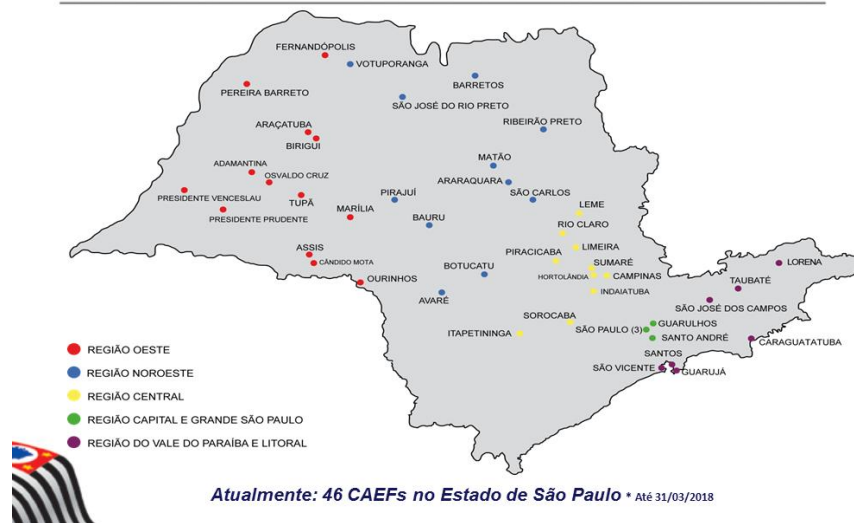 FERNANDÓPOLIS
VOTUPORANGA
BARRETOS
PEREIRA BARRETO
SÃO JOSÉ DO RIO PRETO
RIBEIRÃO PRETO
ARAÇATUBA
BIRIGUI
MATÃO
ADAMANTINA
OSVALDO CRUZ
ARARAQUARA
PRESIDENTE VENCESLAU
TUPÃ
PIRAJUÍ
SÃO CARLOS
LEME
PRESIDENTE PRUDENTE
MARÍLIA
BAURU
RIO CLARO
ASSIS
LIMEIRA
CÂNDIDO MOTA
PIRACICABA
SUMARÉ
LORENA
BOTUCATU
HORTOLÂNDIA
CAMPINAS
OURINHOS
TAUBATÉ
INDAIATUBA
AVARÉ
SÃO JOSÉ DOS CAMPOS
SOROCABA
GUARULHOS
ITAPETININGA
SÃO PAULO (3)
SANTO ANDRÉ
CARAGUATATUBA
SANTOS
SÃO VICENTE
GUARUJÁ
REGIÃO OESTE
REGIÃO NOROESTE
REGIÃO CENTRAL
REGIÃO CAPITAL E GRANDE SÃO PAULO
REGIÃO DO VALE DO PARAÍBA E LITORAL
Atualmente: 46 CAEFs no Estado de São Paulo * Até 31/03/2018